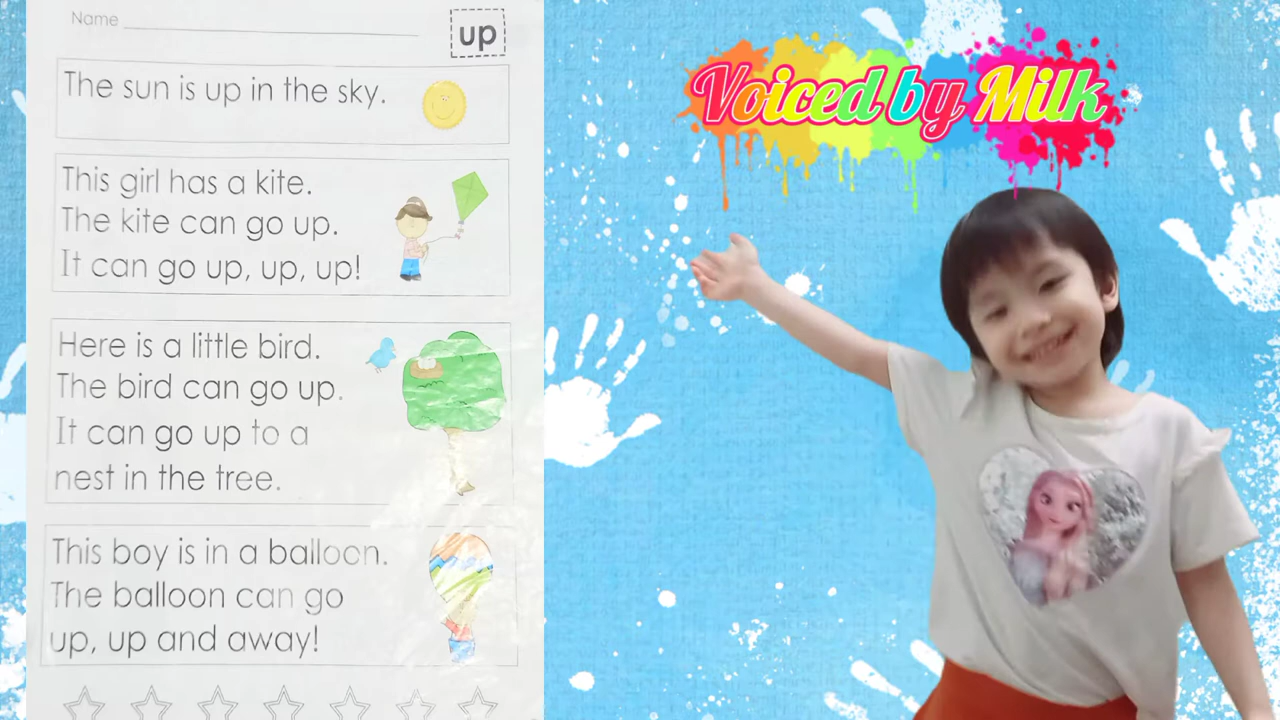 Name
up
The sun is up in the sky.
This girl has a kite.
The kite can go up.
It can go up, up, up!
Here is a little bird.
The bird can go up.
It can go up to a
nest in the tree.
This boy is in a balloon.
The balloon can go
up, up and away!
Voiced by Milk